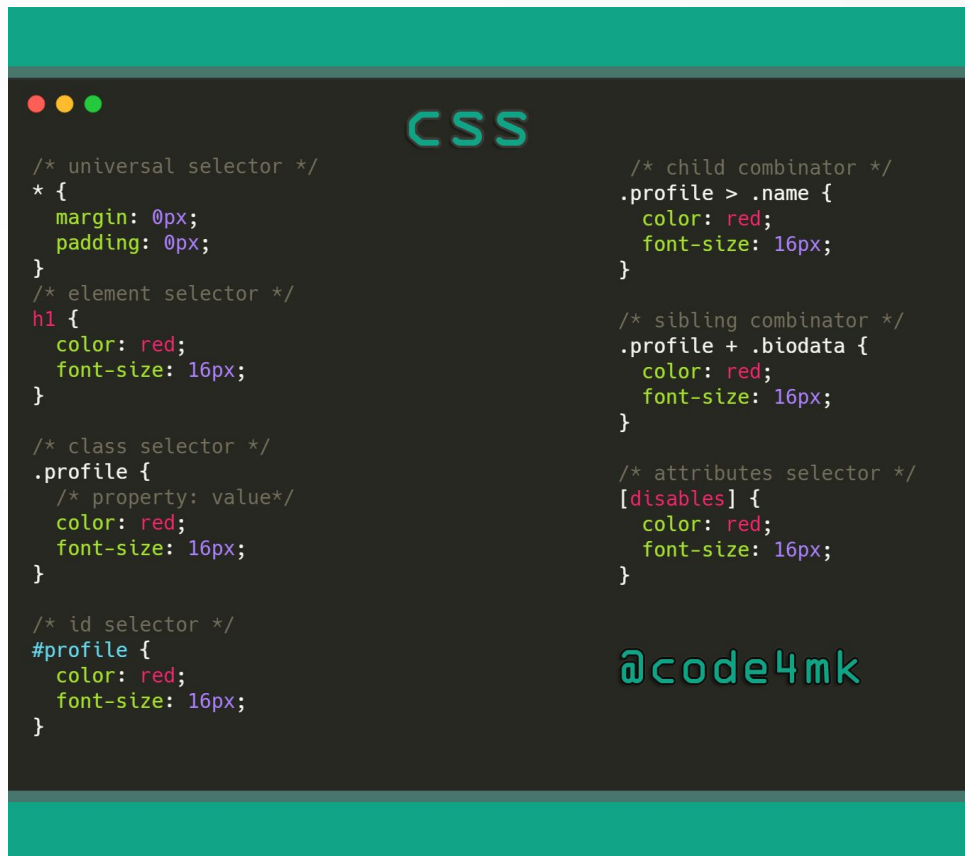 CSS
/* universal selector */
* {
  margin: 0px;
  padding: 0px;
}
/* element selector */
h1 {
  color: red;
  font-size: 16px;
}
/* class selector */
.profile {
  /* property: value*/
  color: red;
  font-size: 16px;
}
/* id selector */
#profile {
  color: red;
  font-size: 16px;
}
/* child combinator */
.profile > .name {
  color: red;
  font-size: 16px;
}
/* sibling combinator */
.profile + .biodata {
  color: red;
  font-size: 16px;
}
/* attributes selector */
[disables] {
  color: red;
  font-size: 16px;
}
@code4mk